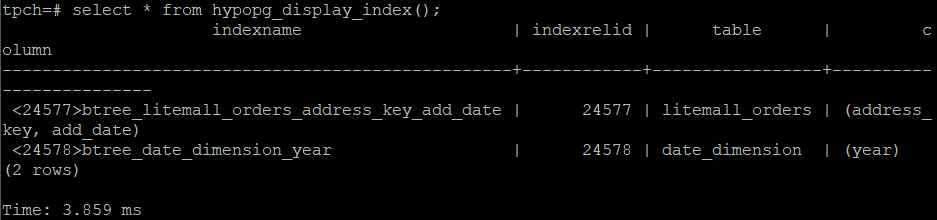 tpch=# select * from hypopg_display_index();
                     indexname                     | indexrelid |      table      |         c
olumn
---------------------------------------------------+------------+-----------------+----------
---------------
 <24577>btree_litemall_orders_address_key_add_date |      24577 | litemall_orders | (address_
key, add_date)
 <24578>btree_date_dimension_year                  |      24578 | date_dimension  | (year)
(2 rows)

Time: 3.859 ms